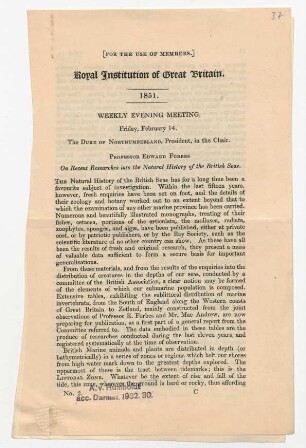 37
[FOR THE USE OF MEMBERS.]
Royal Institution of Great Britain.
1851.
WEEKLY EVENING MEETING,
Friday, February 14.
The Duke of Northumberland, President, in the Chair.
Professor Edward Forbes
On Recent Researches into the Natural History of the British Seas.
The Natural History of the British Seas has for a long time been a
favourite subject of investigation. Within the last fifteen years,
however, fresh enquiries have been set on foot, and the details of
their zoology and botany worked out to an extent beyond that to
which the examination of any other marine province has been carried.
Numerous and beautifully illustrated monographs, treating of their
fishes, cetacea, portions of the articulata, the mollusca, radiata,
zoophytes, sponges, and algæ, have been published, either at private
cost, or by patriotic publishers, or by the Ray Society, such as the
scientific literature of no other country can show. As these have all
been the results of fresh and original research, they present a mass
of valuable data sufficient to form a secure basis for important
generalizations.
From these materials, and from the results of the enquiries into the
distribution of creatures in the depths of our seas, conducted by a
committee of the British Association, a clear notion may be formed
of the elements of which our submarine population is composed.
Extensive tables, exhibiting the subdivided distribution of marine
invertebrata, from the South of England along the Western coasts
of Great Britain to Zetland, mainly constructed from the joint
observations of Professor E. Forbes and Mr. Mac Andrew, are now
preparing for publication, as a first part of a general report from the
Committee referred to. The data embodied in these tables are the
produce of researches conducted during the last eleven years, and
registered systematically at the time of observation.
British Marine animals and plants are distributed in depth (or
bathymetrically) in a series of zones or regions which belt our shores
from high water mark down to the greatest depths explored. The
uppermost of these is the tract between tidemarks; this is the
Littoral Zone. Whatever be the extent of rise and fall of the
tide, this zone, wherever the ground is hard or rocky, thus affording
No. 2. C
A.v. Humboldt
acc. Darmst. 1932. 30.